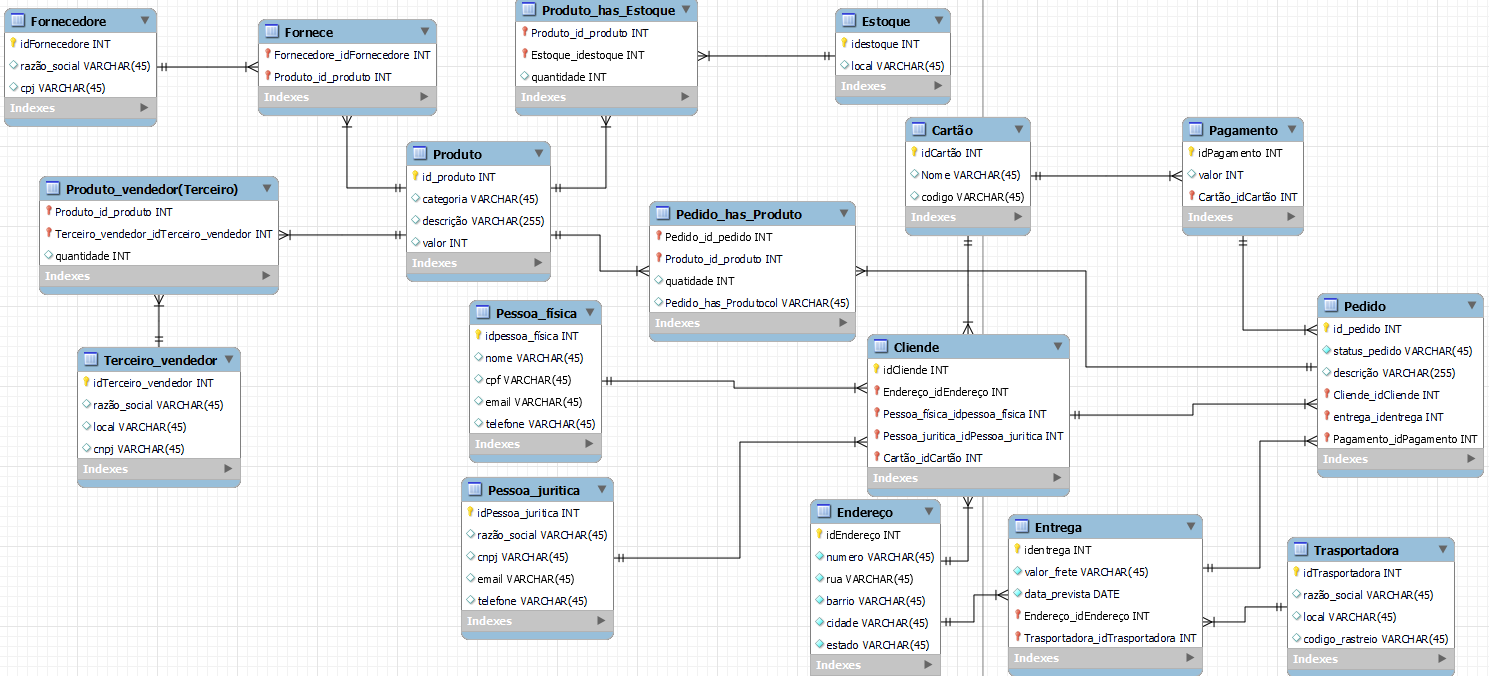 Fornecedore
idFornecedore INT
razão_social VARCHAR(45)
cpj VARCHAR(45)
Indexes
Fornece
Fornecedore_idFornecedore INT
Produto_id_produto INT
Indexes
Produto_has_Estoque
Produto_id_produto INT
Estoque_idestoque INT
quantidade INT
Indexes
Estoque
idestoque INT
local VARCHAR(45)
Indexes
Cartão
idCartão INT
Nome VARCHAR(45)
codigo VARCHAR(45)
Indexes
Pagamento
idPagamento INT
valor INT
Cartão_idCartão INT
Indexes
Produto
id_produto INT
categoria VARCHAR(45)
descrição VARCHAR(255)
valor INT
Indexes
Produto_vendedor(Terceiro)
Produto_id_produto INT
Terceiro_vendedor_idTerceiro_vendedor INT
quantidade INT
Indexes
Pedido_has_Produto
Pedido_id_pedido INT
Produto_id_produto INT
quatidade INT
Pedido_has_Produtocol VARCHAR(45)
Indexes
Pedido
id_pedido INT
status_pedido VARCHAR(45)
descrição VARCHAR(255)
Cliende_idCliende INT
entrega_identrega INT
Pagamento_idPagamento INT
Indexes
Pessoa_física
idpessoa_física INT
nome VARCHAR(45)
cpf VARCHAR(45)
email VARCHAR(45)
telefone VARCHAR(45)
Indexes
Cliende
idCliende INT
Endereço_idEndereço INT
Pessoa_física_idpessoa_física INT
Pessoa_juritica_idPessoa_juritica INT
Cartão_idCartão INT
Indexes
Terceiro_vendedor
idTerceiro_vendedor INT
razão_social VARCHAR(45)
local VARCHAR(45)
cnpj VARCHAR(45)
Indexes
Pessoa_juritica
idPessoa_juritica INT
razão_social VARCHAR(45)
cnpj VARCHAR(45)
email VARCHAR(45)
telefone VARCHAR(45)
Indexes
Endereço
idEndereço INT
numero VARCHAR(45)
rua VARCHAR(45)
barrio VARCHAR(45)
cidade VARCHAR(45)
estado VARCHAR(45)
Indexes
Entrega
identrega INT
valor_frete VARCHAR(45)
data_prevista DATE
Endereço_idEndereço INT
Trasportadora_idTrasportadora INT
Indexes
Trasportadora
idTrasportadora INT
razão_social VARCHAR(45)
local VARCHAR(45)
codigo_rastreio VARCHAR(45)
Indexes